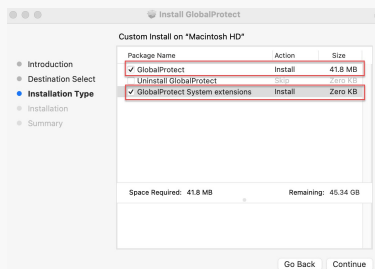 Install GlobalProtect
Custom Install on "Macintosh HD"
Package Name Action Size
GlobalProtect Install 41.8 MB
Uninstall GlobalProtect Skip Zero KB
GlobalProtect System extensions Install Zero KB
Introduction
Destination Select
Installation Type
Installation
Summary
Space Required: 41.8 MB Remaining: 45.34 GB
Go Back Continue